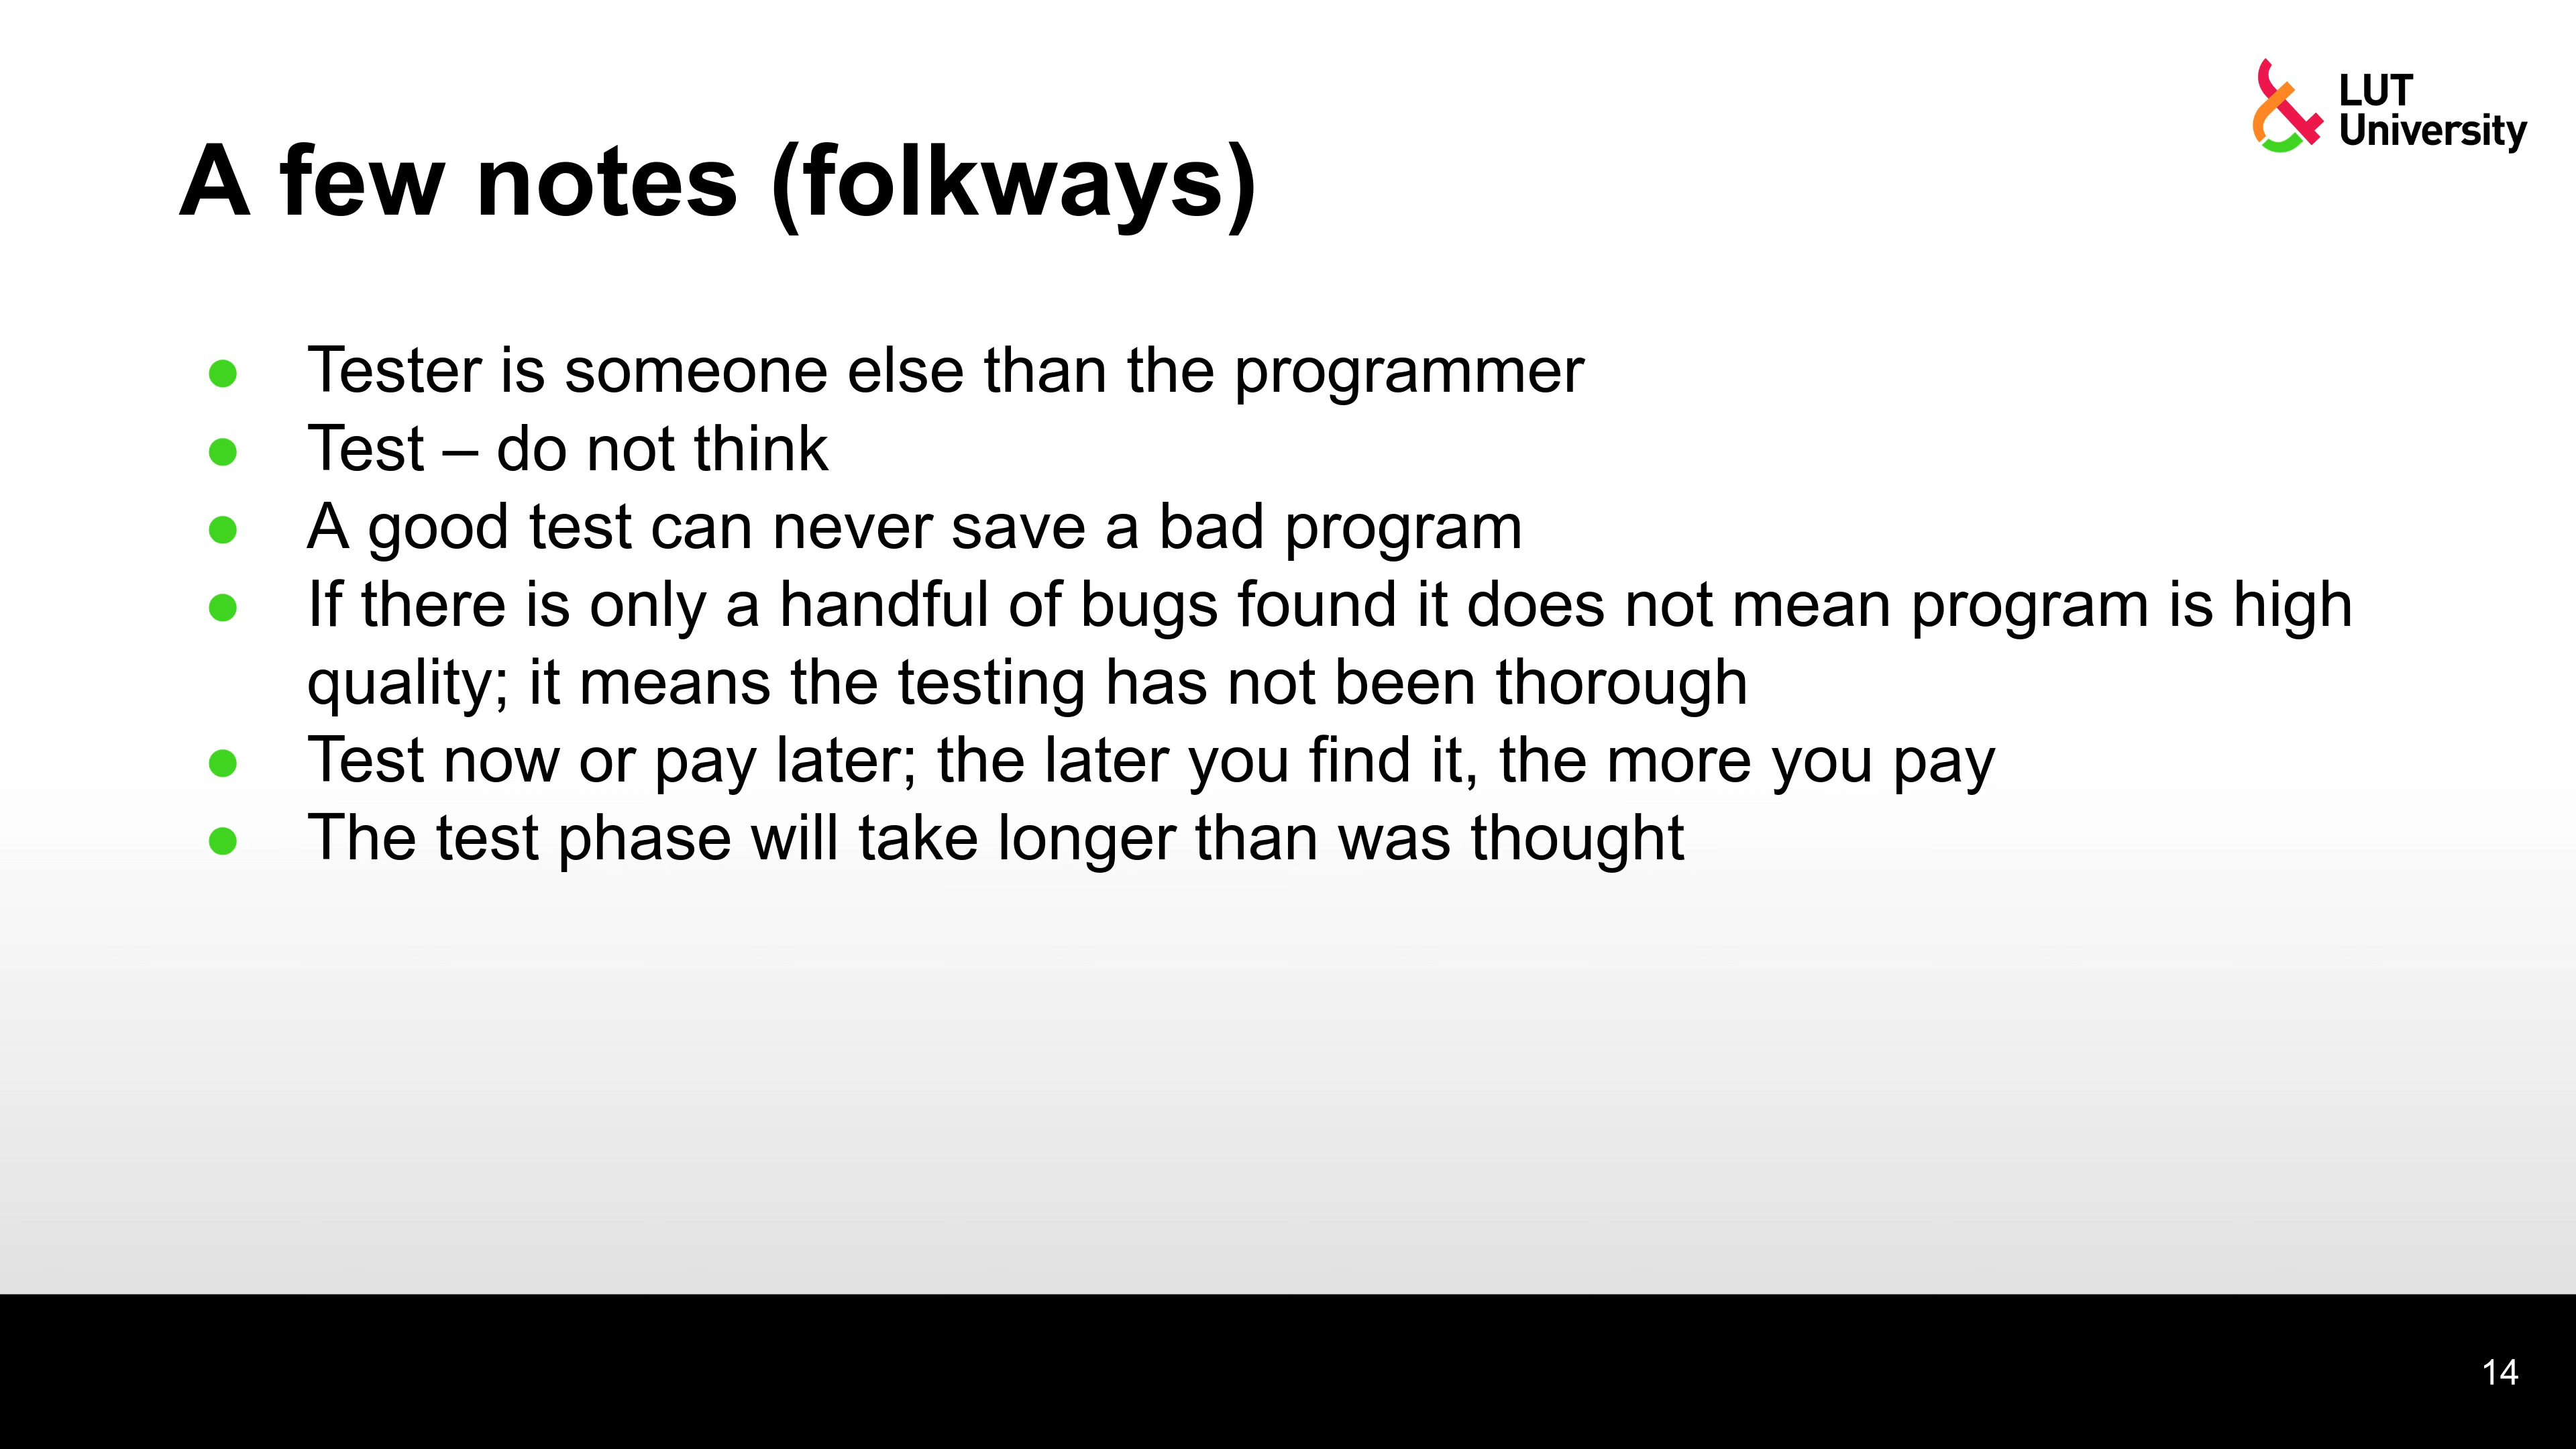 LUT
University
A few notes (folkways)
● Tester is someone else than the programmer
● Test – do not think
● A good test can never save a bad program
● If there is only a handful of bugs found it does not mean program is high
quality; it means the testing has not been thorough
● Test now or pay later; the later you find it, the more you pay
● The test phase will take longer than was thought
14